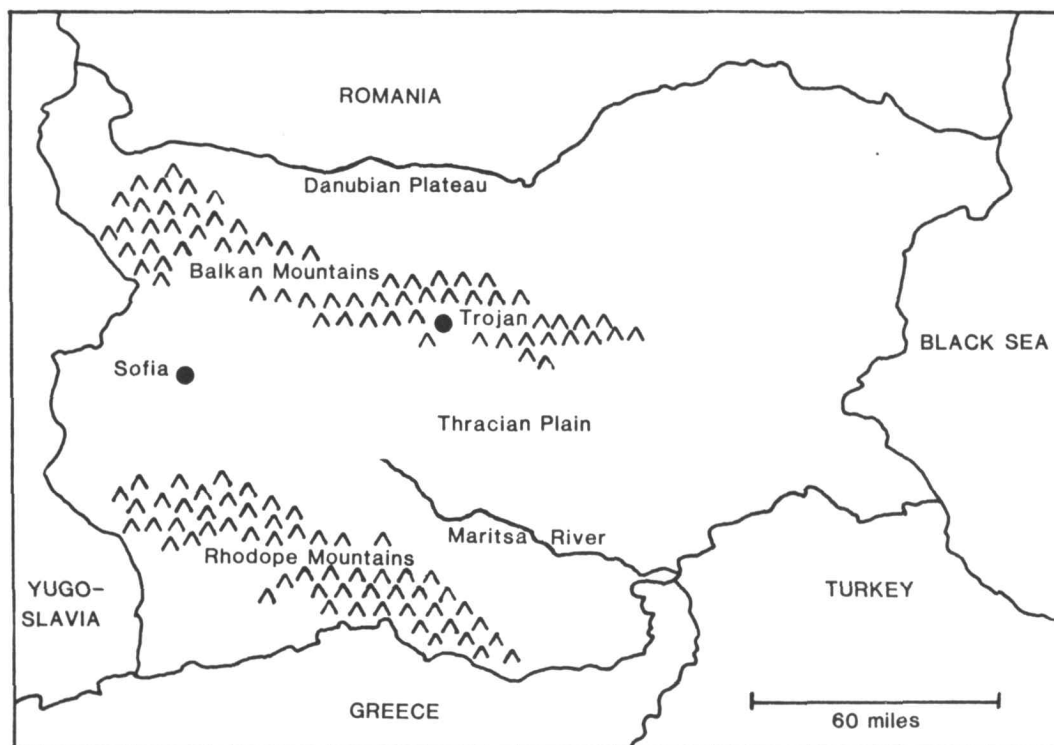 ROMANIA
Danubian Plateau
Balkan Mountains
Trojan
BLACK SEA
Sofia
Thracian Plain
Maritsa River
Rhodope Mountains
YUGO-
SLAVIA
TURKEY
GREECE
60 miles